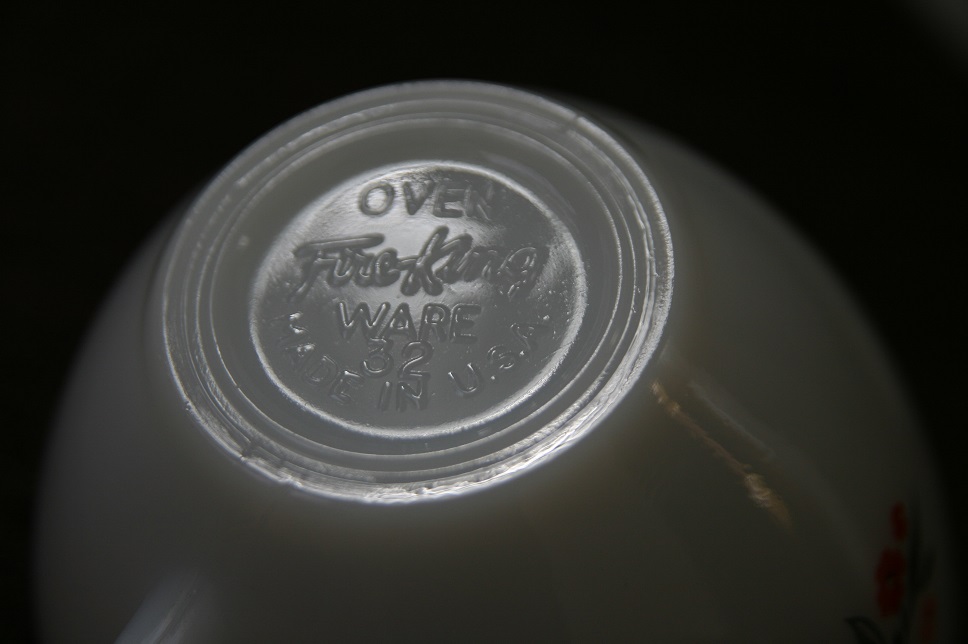 OVEN
Fire-King
WARE
32
MADE IN U.S.A.